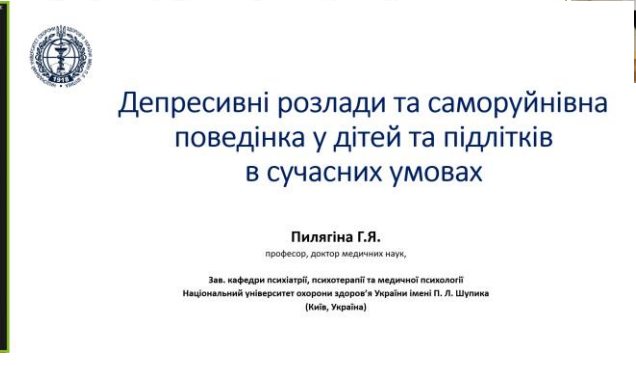 Депресивні розлади та саморуйнівна
поведінка у дітей та підлітків
в сучасних умовах
Пилягіна Г.Я.
професор, доктор медичних наук,
Зав. кафедри психіатрії, психотерапії та медичної психології
Національний університет охорони здоров'я України імені П. Л. Шупика
(Київ, Україна)
1918